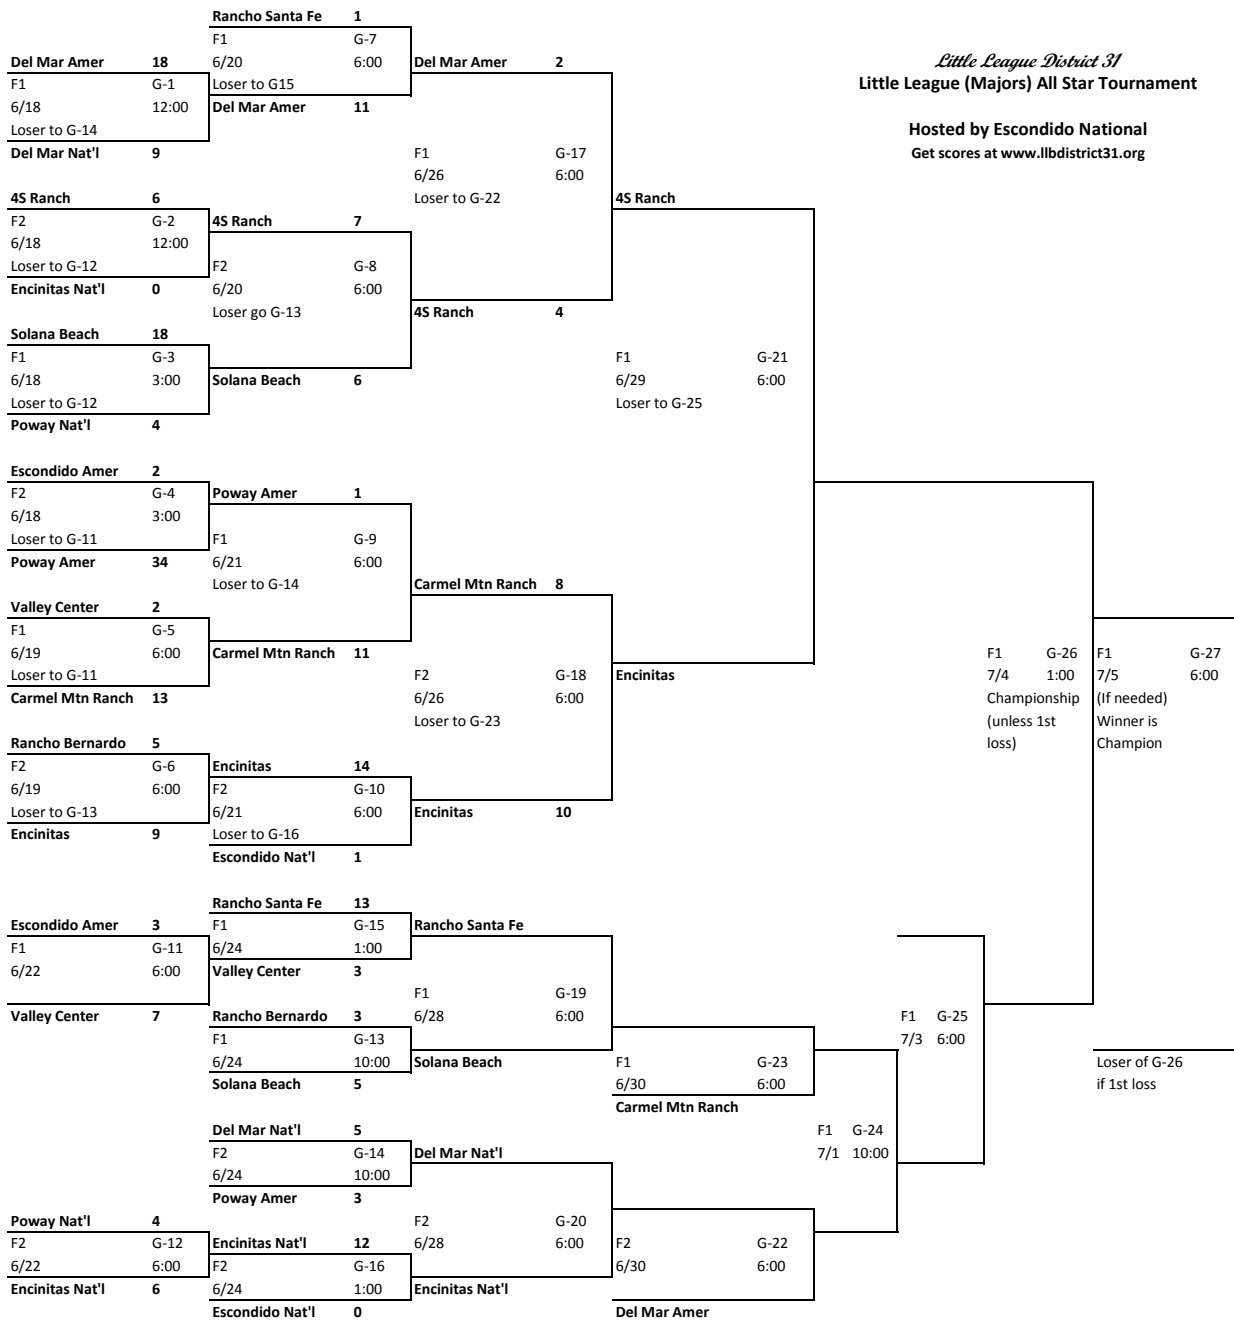 Rancho Santa Fe 1
F1 G-7
Del Mar Amer 18 6/20 6:00 Del Mar Amer 2 Little League District 31
F1 G-1 Loser to G15 Little League (Majors) All Star Tournament
6/18 12:00 Del Mar Amer 11
Loser to G-14 Hosted by Escondido National
Del Mar Nat'l 9 F1 G-17 Get scores at www.llbdistrict31.org
6/26 6:00
4S Ranch 6 Loser to G-22 4S Ranch
F2 G-2 4S Ranch 7
6/18 12:00
Loser to G-12 F2 G-8
Encinitas Nat'l 0 6/20 6:00
Loser go G-13 4S Ranch 4
Solana Beach 18
F1 G-3 F1 G-21
6/18 3:00 Solana Beach 6 6/29 6:00
Loser to G-12 Loser to G-25
Poway Nat'l 4
Escondido Amer 2
F2 G-4 Poway Amer 1
6/18 3:00
Loser to G-11 F1 G-9
Poway Amer 34 6/21 6:00
Loser to G-14 Carmel Mtn Ranch 8
Valley Center 2
F1 G-5
6/19 6:00 Carmel Mtn Ranch 11 F1 G-26 F1 G-27
Loser to G-11 F2 G-18 Encinitas 7/4 1:00 7/5 6:00
Carmel Mtn Ranch 13 6/26 6:00 Championship (If needed)
Loser to G-23 (unless 1st Winner is
Rancho Bernardo 5 loss) Champion
F2 G-6 Encinitas 14
6/19 6:00 F2 G-10
Loser to G-13 6/21 6:00 Encinitas 10
Encinitas 9 Loser to G-16
Escondido Nat'l 1
Rancho Santa Fe 13
Escondido Amer 3 F1 G-15 Rancho Santa Fe
F1 G-11 6/24 1:00
6/22 6:00 Valley Center 3
F1 G-19
Valley Center 7 Rancho Bernardo 3 6/28 6:00 F1 G-25
F1 G-13 7/3 6:00
6/24 10:00 Solana Beach F1 G-23 Loser of G-26
Solana Beach 5 6/30 6:00 if 1st loss
Carmel Mtn Ranch
Del Mar Nat'l 5 F1 G-24
F2 G-14 Del Mar Nat'l 7/1 10:00
6/24 10:00
Poway Amer 3
Poway Nat'l 4 F2 G-20
F2 G-12 Encinitas Nat'l 12 6/28 6:00 F2 G-22
6/22 6:00 F2 G-16 6/30 6:00
Encinitas Nat'l 6 6/24 1:00 Encinitas Nat'l
Escondido Nat'l 0 Del Mar Amer